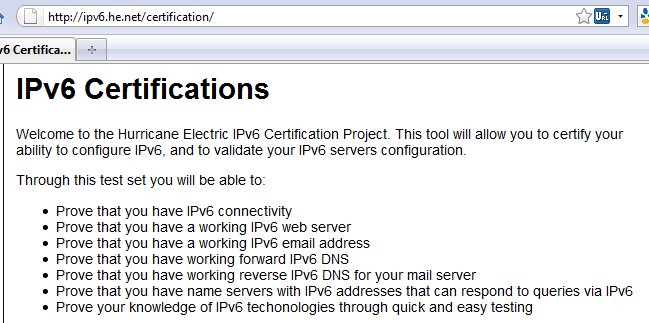 http://ipv6.he.net/certification/
v6 Certifica...
IPv6 Certifications
Welcome to the Hurricane Electric IPv6 Certification Project. This tool will allow you to certify your
ability to configure IPv6, and to validate your IPv6 servers configuration.
Through this test set you will be able to:
• Prove that you have IPv6 connectivity
• Prove that you have a working IPv6 web server
• Prove that you have a working IPv6 email address
• Prove that you have working forward IPv6 DNS
• Prove that you have working reverse IPv6 DNS for your mail server
• Prove that you have name servers with IPv6 addresses that can respond to queries via IPv6
• Prove your knowledge of IPv6 techonologies through quick and easy testing